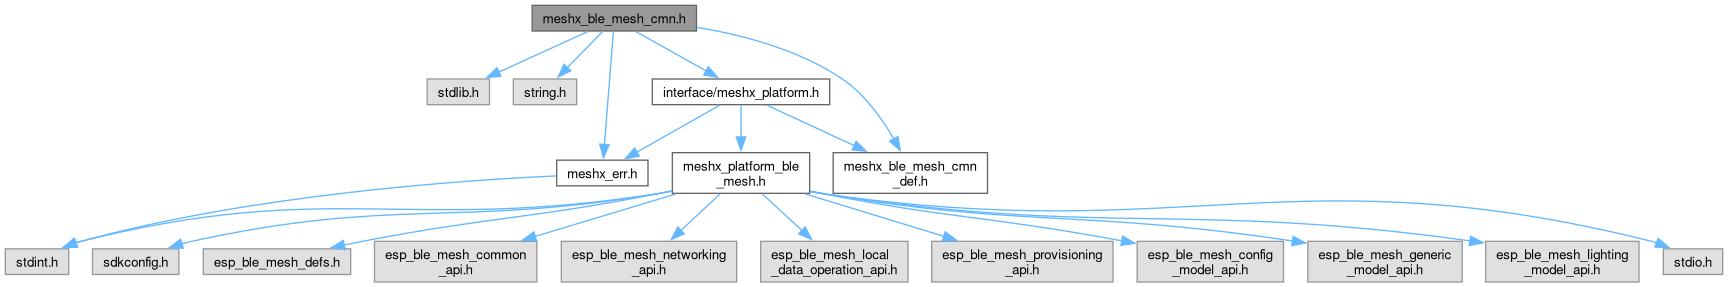 meshx_ble_mesh_cmn.h
stdlib.h
string.h
interface/meshx_platform.h
meshx_err.h
meshx_platform_ble
_mesh.h
meshx_ble_mesh_cmn
_def.h
stdint.h
sdkconfig.h
esp_ble_mesh_defs.h
esp_ble_mesh_common
_api.h
esp_ble_mesh_networking
_api.h
esp_ble_mesh_local
_data_operation_api.h
esp_ble_mesh_provisioning
_api.h
esp_ble_mesh_config
_model_api.h
esp_ble_mesh_generic
_model_api.h
esp_ble_mesh_lighting
_model_api.h
stdio.h